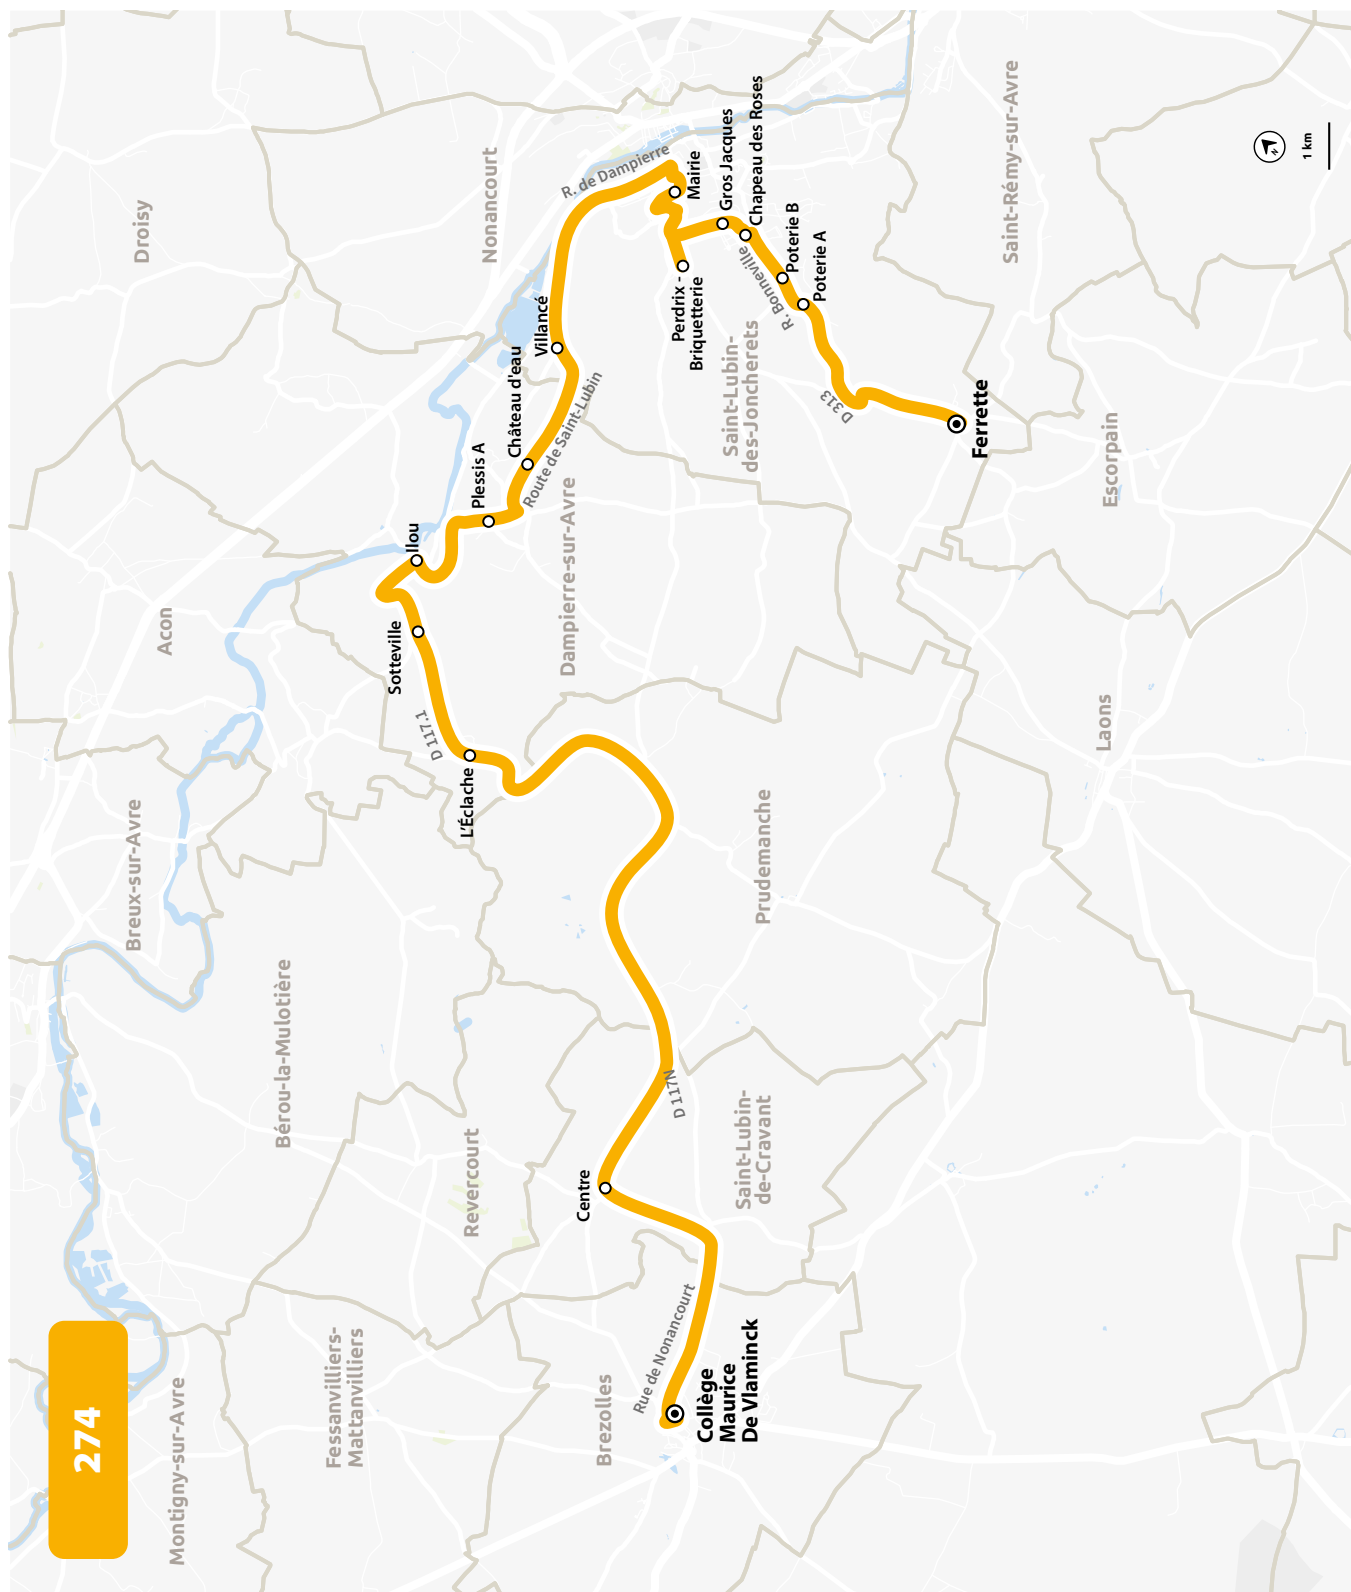 274
Montigny-sur-Avre
Fessanvilliers-
Mattanvilliers
Brezolles
Rue de Nonancourt
Collège
Maurice
De Vlaminck
Centre
Revercourt
Bérou-la-Mulotière
Saint-Lubin-
de-Cravant
D 117N
Breux-sur-Avre
Prudemanche
L'Éclache
D 117.1
Sotteville
Acon
Laons
Dampierre-sur-Avre
Ilou
Plessis A
Château d'eau
Route de Saint-Lubin
Villancé
Escorpain
Ferrette
D 313
Saint-Lubin-
des-Joncherets
Perdrix -
Briquetterie
R. Bonneville
Poterie A
Poterie B
Chapeau des Roses
Gros Jacques
Mairie
R. de Dampierre
Nonancourt
Droisy
Saint-Rémy-sur-Avre
N
1 km